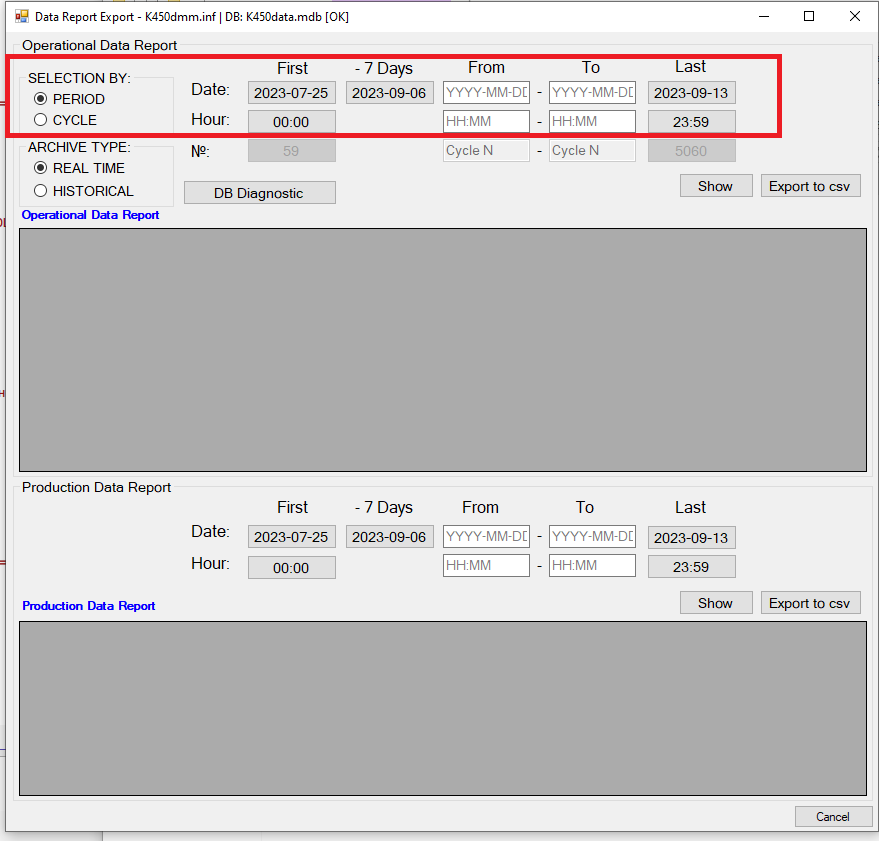 Data Report Export - K450dmm.inf | DB: K450data.mdb [OK]
Operational Data Report
First - 7 Days From To Last
SELECTION BY:
Date: 2023-07-25 2023-09-06 YYYY-MM-DD - YYYY-MM-DD 2023-09-13
PERIOD
Hour: 00:00 HH:MM - HH:MM 23:59
CYCLE
ARCHIVE TYPE:
№: 59 Cycle N - Cycle N 5060
REAL TIME
HISTORICAL
DB Diagnostic
Show Export to csv
Operational Data Report
Production Data Report
First - 7 Days From To Last
Date: 2023-07-25 2023-09-06 YYYY-MM-DD - YYYY-MM-DD 2023-09-13
Hour: 00:00 HH:MM - HH:MM 23:59
Production Data Report
Show Export to csv
Cancel